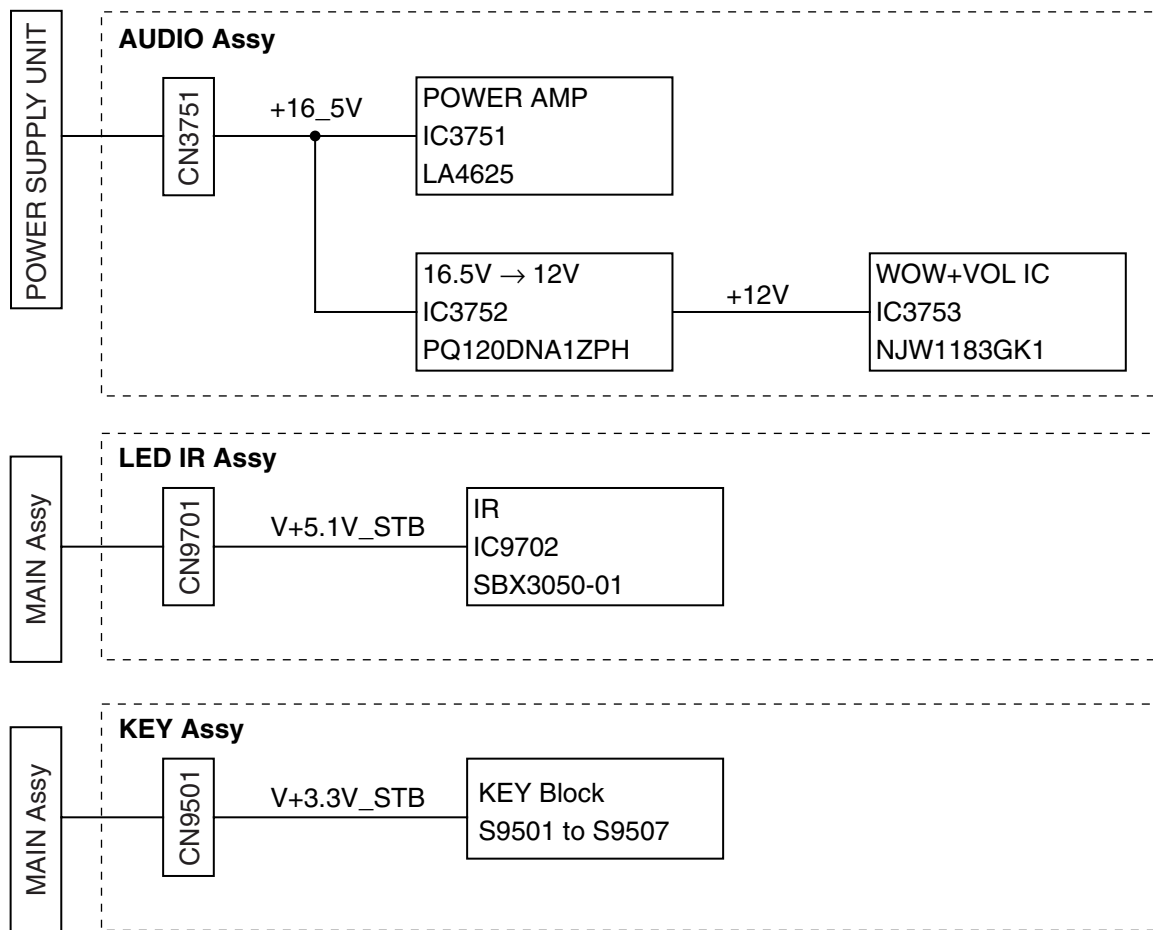 POWER SUPPLY UNIT
AUDIO Assy
CN3751
+16_5V
POWER AMP
IC3751
LA4625
16.5V → 12V
IC3752
PQ120DNA1ZPH
+12V
WOW+VOL IC
IC3753
NJW1183GK1
MAIN Assy
LED IR Assy
CN9701
V+5.1V_STB
IR
IC9702
SBX3050-01
MAIN Assy
KEY Assy
CN9501
V+3.3V_STB
KEY Block
S9501 to S9507